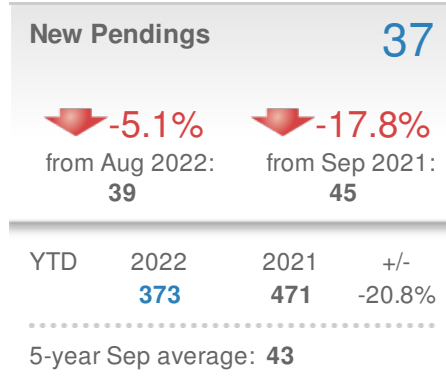 New Pendings 37
-5.1% -17.8%
from Aug 2022: from Sep 2021:
39 45
YTD 2022 2021 +/-
373 471 -20.8%
5-year Sep average: 43